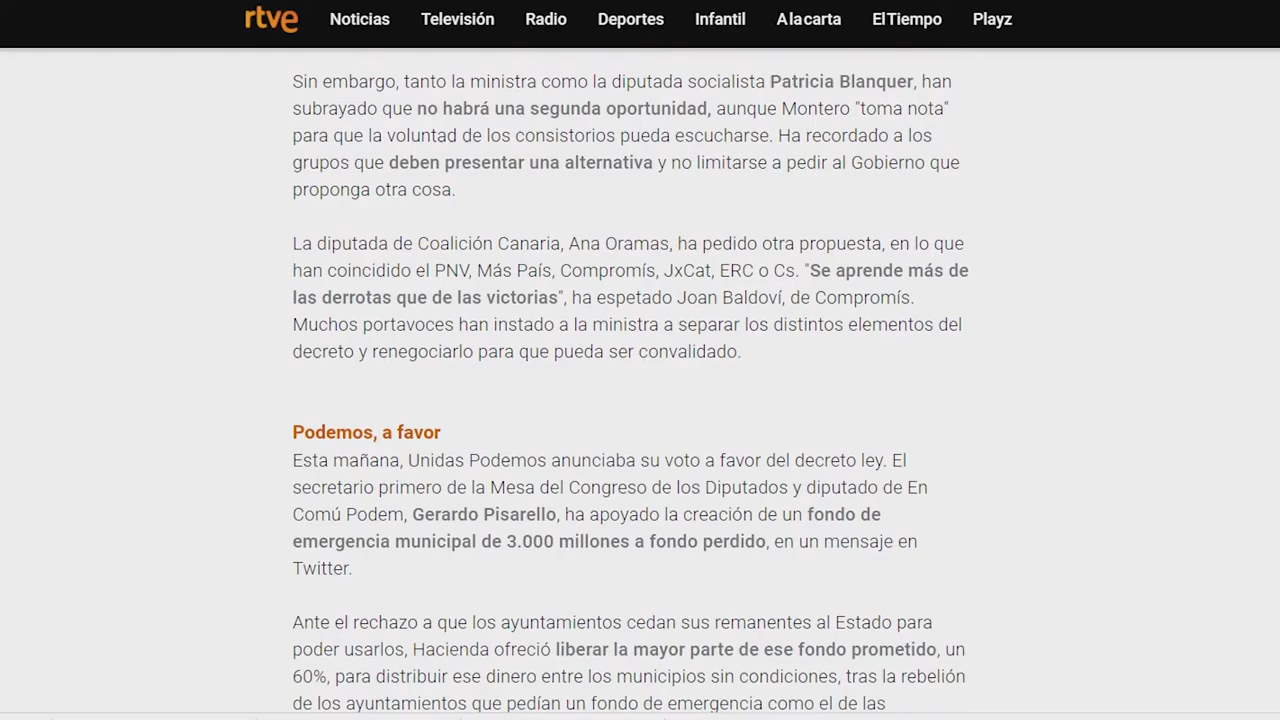 rtve Noticias Televisión Radio Deportes Infantil A la carta El Tiempo Playz
Sin embargo, tanto la ministra como la diputada socialista Patricia Blanquer, han
subrayado que no habrá una segunda oportunidad, aunque Montero "toma nota"
para que la voluntad de los consistorios pueda escucharse. Ha recordado a los
grupos que deben presentar una alternativa y no limitarse a pedir al Gobierno que
proponga otra cosa.
La diputada de Coalición Canaria, Ana Oramas, ha pedido otra propuesta, en lo que
han coincidido el PNV, Más País, Compromís, JxCat, ERC o Cs. "Se aprende más de
las derrotas que de las victorias", ha espetado Joan Baldoví, de Compromís.
Muchos portavoces han instado a la ministra a separar los distintos elementos del
decreto y renegociarlo para que pueda ser convalidado.
Podemos, a favor
Esta mañana, Unidas Podemos anunciaba su voto a favor del decreto ley. El
secretario primero de la Mesa del Congreso de los Diputados y diputado de En
Comú Podem, Gerardo Pisarello, ha apoyado la creación de un fondo de
emergencia municipal de 3.000 millones a fondo perdido, en un mensaje en
Twitter.
Ante el rechazo a que los ayuntamientos cedan sus remanentes al Estado para
poder usarlos, Hacienda ofreció liberar la mayor parte de ese fondo prometido, un
60%, para distribuir ese dinero entre los municipios sin condiciones, tras la rebelión
de los ayuntamientos que pedían un fondo de emergencia como el de las